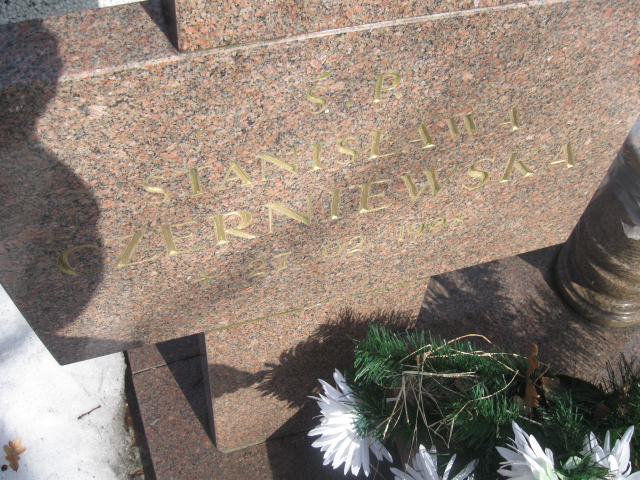 Ś P.
STANISŁAWA
CZERNIEWSKA
+ 27 02 1998